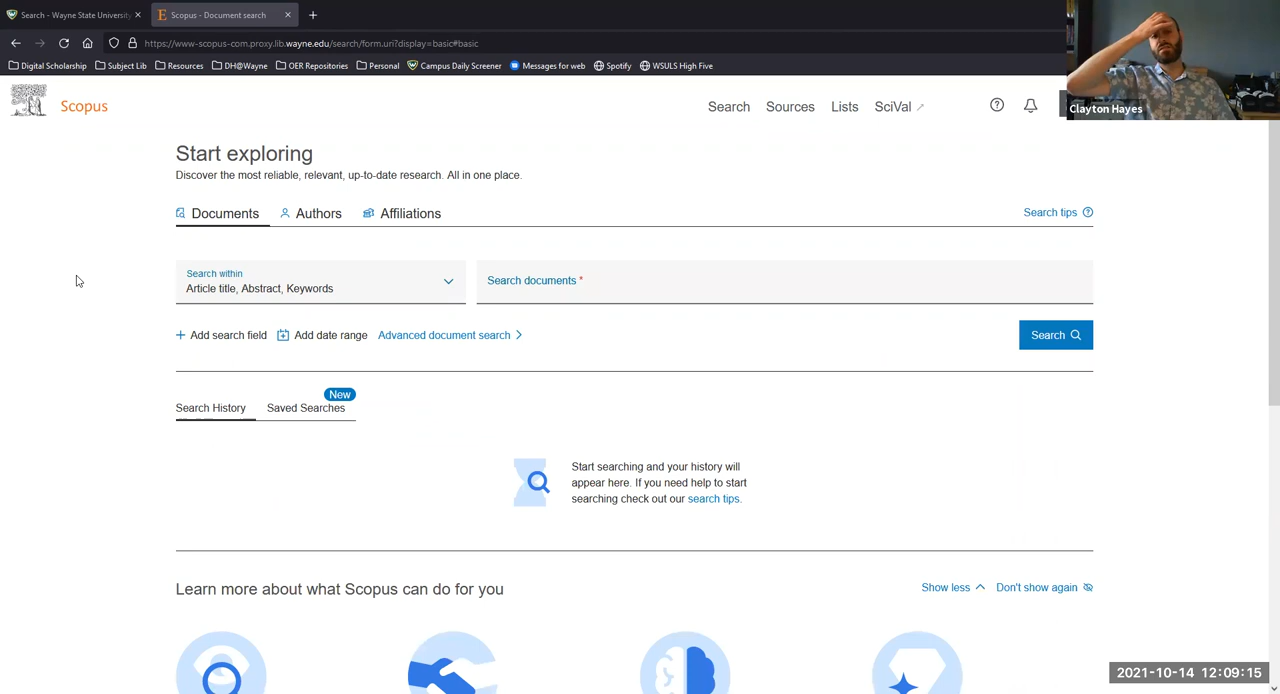 Search - Wayne State University
Scopus - Document search
https://www-scopus-com.proxy.lib.wayne.edu/search/form.uri?display=basic#basic
Digital Scholarship
Subject Lib
Resources
DH@Wayne
OER Repositories
Personal
Campus Daily Screener
Messages for web
Spotify
WSULS High Five
Clayton Hayes
Scopus
Search
Sources
Lists
SciVal
Start exploring
Discover the most reliable, relevant, up-to-date research. All in one place.
Documents
Authors
Affiliations
Search tips
Search within
Article title, Abstract, Keywords
Search documents *
Add search field
Add date range
Advanced document search
Search
New
Search History
Saved Searches
Start searching and your history will
appear here. If you need help to start
searching check out our search tips.
Learn more about what Scopus can do for you
Show less
Don't show again
2021-10-14 12:09:15